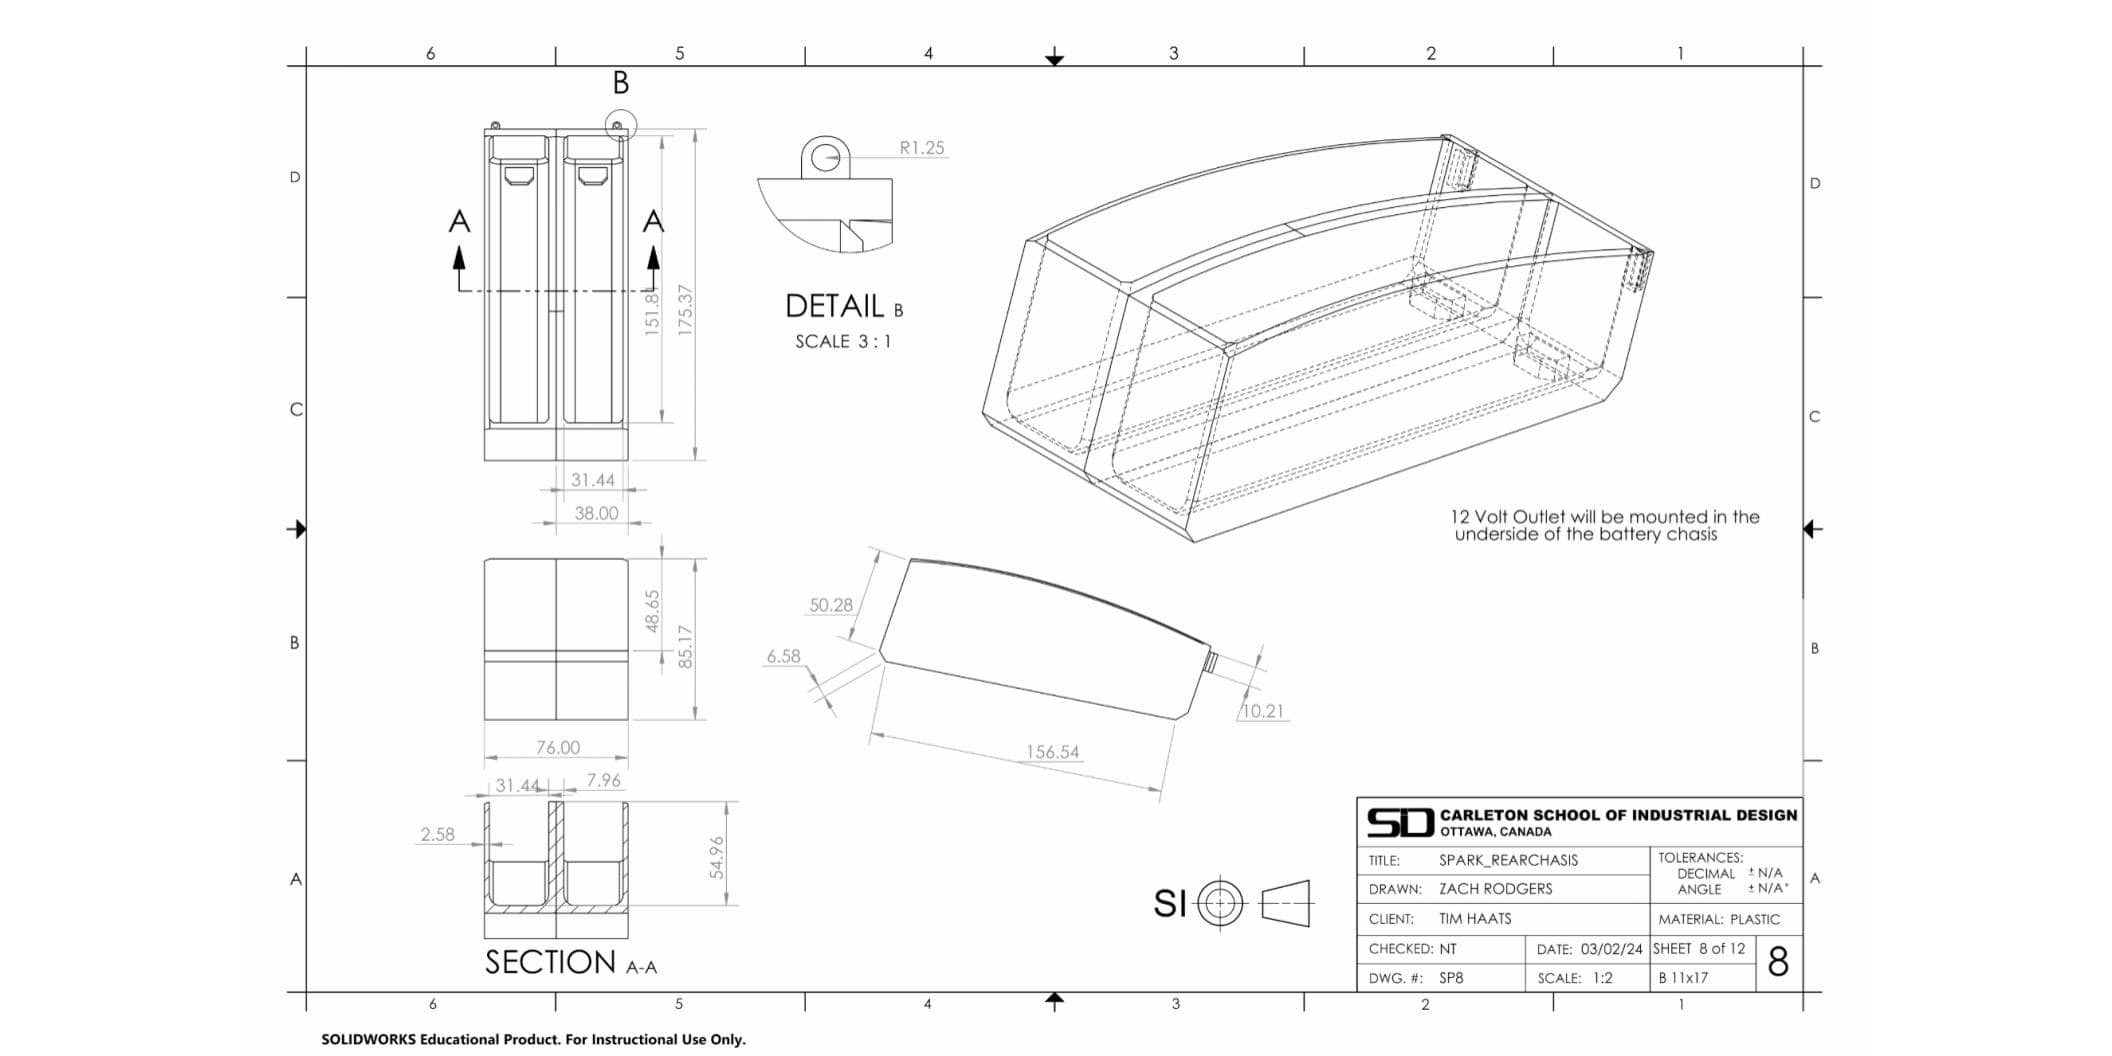 6 5 4 3 2 1
B
D D
R1.25
A A
151.81
175.37
DETAIL B
SCALE 3 : 1
C C
31.44
38.00
12 Volt Outlet will be mounted in the
underside of the battery chasis
50.28
48.65
85.17
B B
6.58
10.21
76.00
156.54
31.44 7.96
2.58
54.96
A A
SECTION A-A
SI
SD CARLETON SCHOOL OF INDUSTRIAL DESIGN
OTTAWA, CANADA
TITLE: SPARK_REARCHASIS
TOLERANCES:
DECIMAL ± N/A
ANGLE ± N/A°
DRAWN: ZACH RODGERS
CLIENT: TIM HAATS
MATERIAL: PLASTIC
CHECKED: NT
DATE: 03/02/24
SHEET 8 of 12
8
DWG. #: SP8
SCALE: 1:2
B 11x17
6 5 4 3 2 1
SOLIDWORKS Educational Product. For Instructional Use Only.